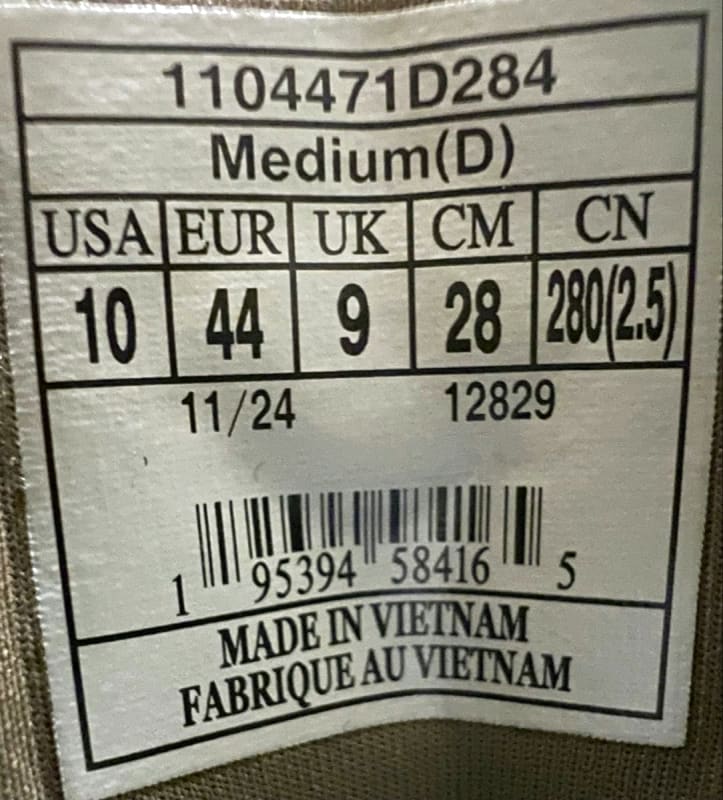 1104471D284
Medium(D)
USA EUR UK CM CN
10 44 9 28 280(2.5)
11/24 12829
1 95394 58416 5
MADE IN VIETNAM
FABRIQUE AU VIETNAM